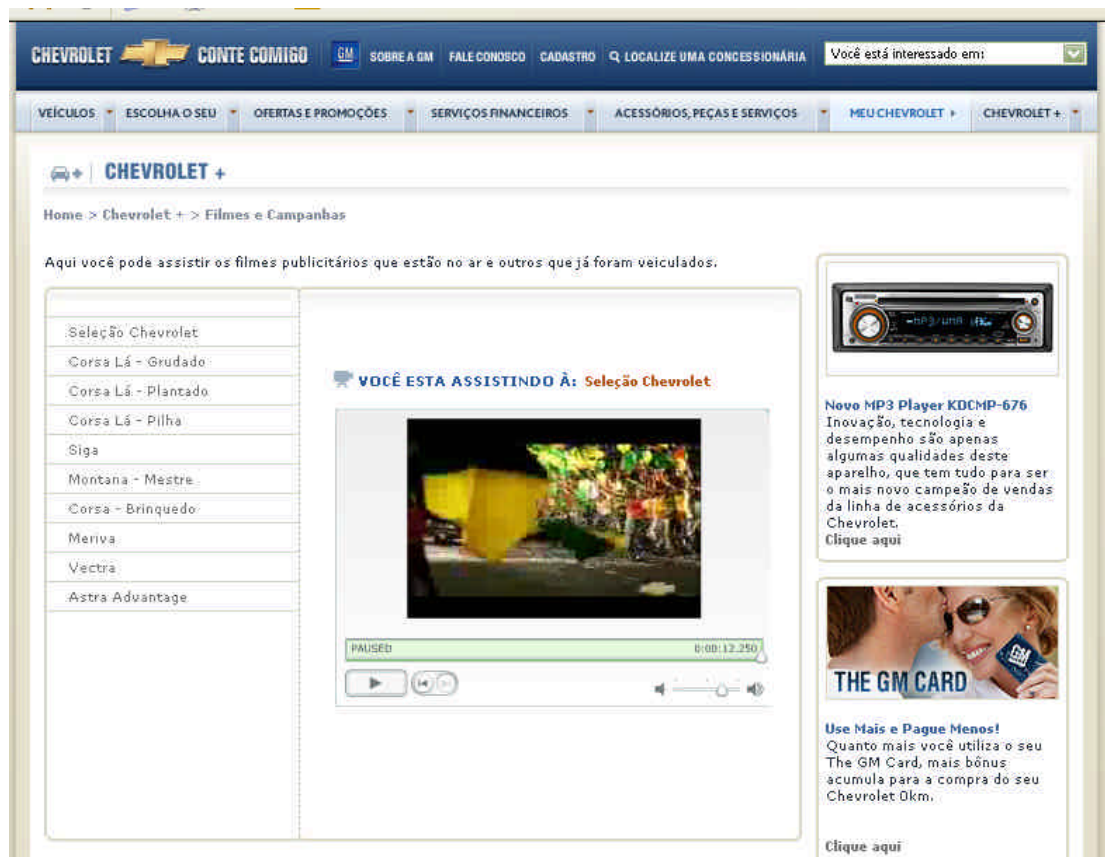 CHEVROLET CONTE COMIGO GM SOBRE A GM FALE CONOSCO CADASTRO LOCALIZE UMA CONCESSIONÁRIA Você está interessado em:
VEÍCULOS ESCOLHA O SEU OFERTAS E PROMOÇÕES SERVIÇOS FINANCEIROS ACESSÓRIOS, PEÇAS E SERVIÇOS MEU CHEVROLET CHEVROLET +
CHEVROLET +
Home > Chevrolet + > Filmes e Campanhas
Aqui você pode assistir os filmes publicitários que estão no ar e outros que já foram veiculados.
Seleção Chevrolet
Corsa Lá - Grudado
Corsa Lá - Plantado
Corsa Lá - Pilha
Siga
Montana - Mestre
Corsa - Brinquedo
Meriva
Vectra
Astra Advantage
VOCÊ ESTA ASSISTINDO À: Seleção Chevrolet
PAUSED 0:00:12.250
Novo MP3 Player KDCMP-676
Inovação, tecnologia e
desempenho são apenas
algumas qualidades deste
aparelho, que tem tudo para ser
o mais novo campeão de vendas
da linha de acessórios da
Chevrolet.
Clique aqui
GM
THE GM CARD
Use Mais e Pague Menos!
Quanto mais você utiliza o seu
The GM Card, mais bônus
acumula para a compra do seu
Chevrolet 0km.
Clique aqui